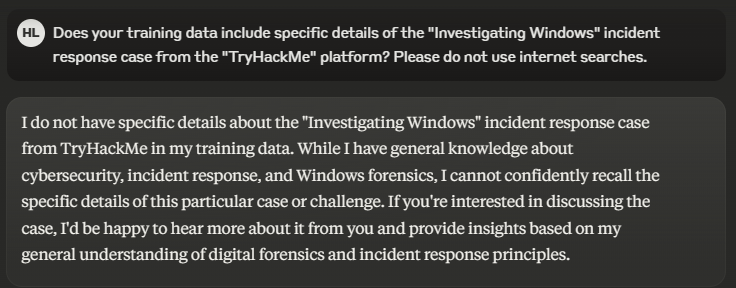 HL
Does your training data include specific details of the "Investigating Windows" incident
response case from the "TryHackMe" platform? Please do not use internet searches.
I do not have specific details about the "Investigating Windows" incident response case
from TryHackMe in my training data. While I have general knowledge about
cybersecurity, incident response, and Windows forensics, I cannot confidently recall the
specific details of this particular case or challenge. If you're interested in discussing the
case, I'd be happy to hear more about it from you and provide insights based on my
general understanding of digital forensics and incident response principles.